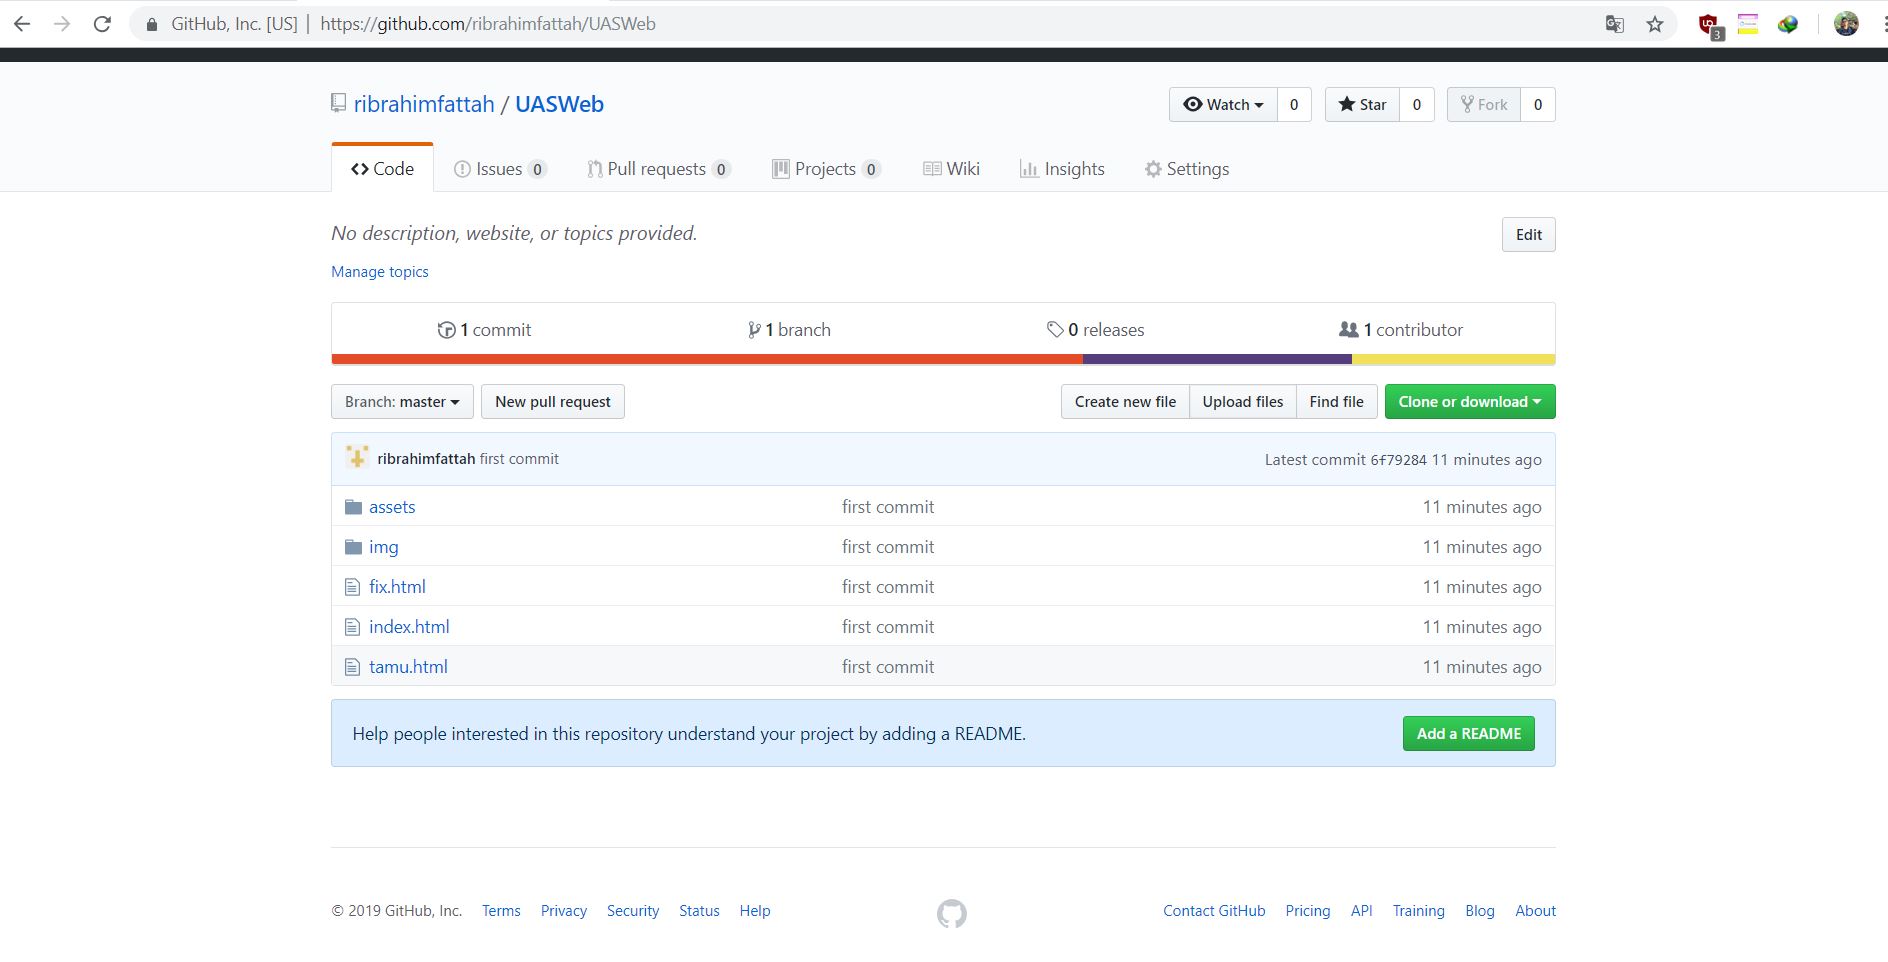 GitHub, Inc. [US] | https://github.com/ribrahimfattah/UASWeb
3
ribrahimfattah / UASWeb
Watch 0 Star 0 Fork 0
Code Issues 0 Pull requests 0 Projects 0 Wiki Insights Settings
No description, website, or topics provided. Edit
Manage topics
1 commit 1 branch 0 releases 1 contributor
Branch: master New pull request Create new file Upload files Find file Clone or download
ribrahimfattah first commit Latest commit 6f79284 11 minutes ago
assets first commit 11 minutes ago
img first commit 11 minutes ago
fix.html first commit 11 minutes ago
index.html first commit 11 minutes ago
tamu.html first commit 11 minutes ago
Help people interested in this repository understand your project by adding a README. Add a README
© 2019 GitHub, Inc. Terms Privacy Security Status Help Contact GitHub Pricing API Training Blog About